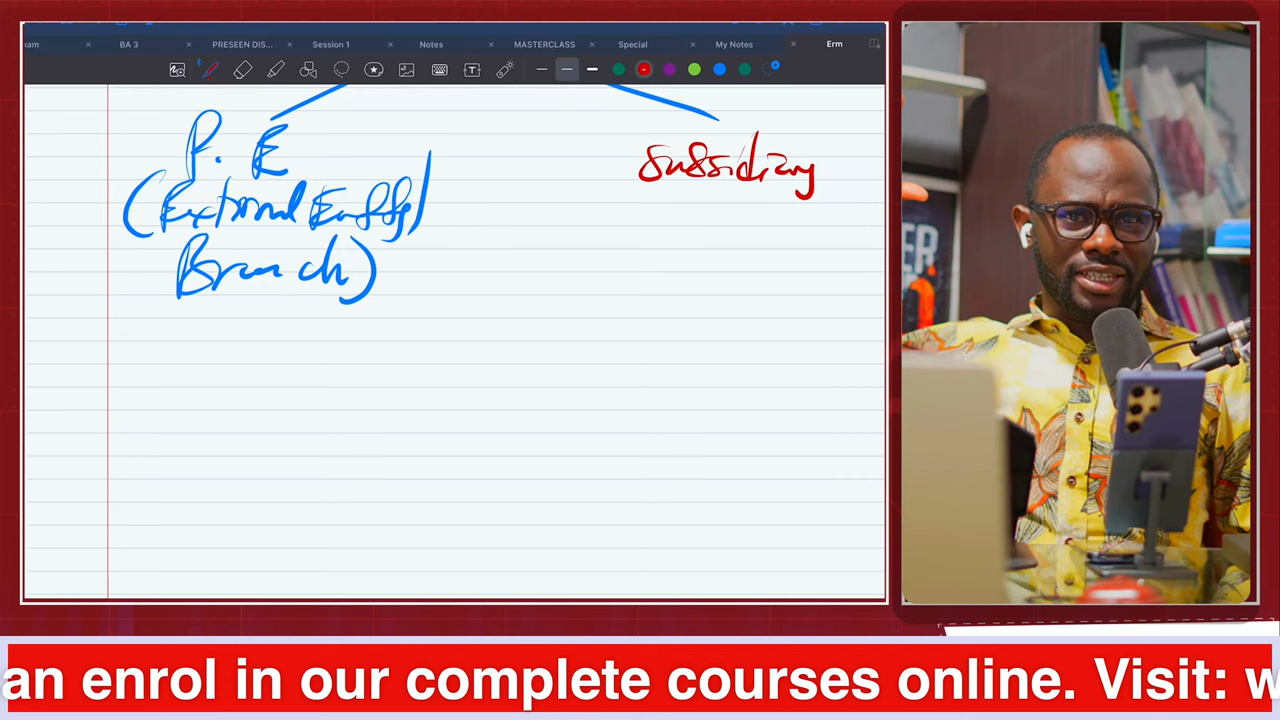 am
BA 3
PRESEEN DIS...
Session 1
Notes
MASTERCLASS
Special
My Notes
Erm
P. E
Subsidiary
(External
Branch)
ER
an enrol in our complete courses online. Visit: w